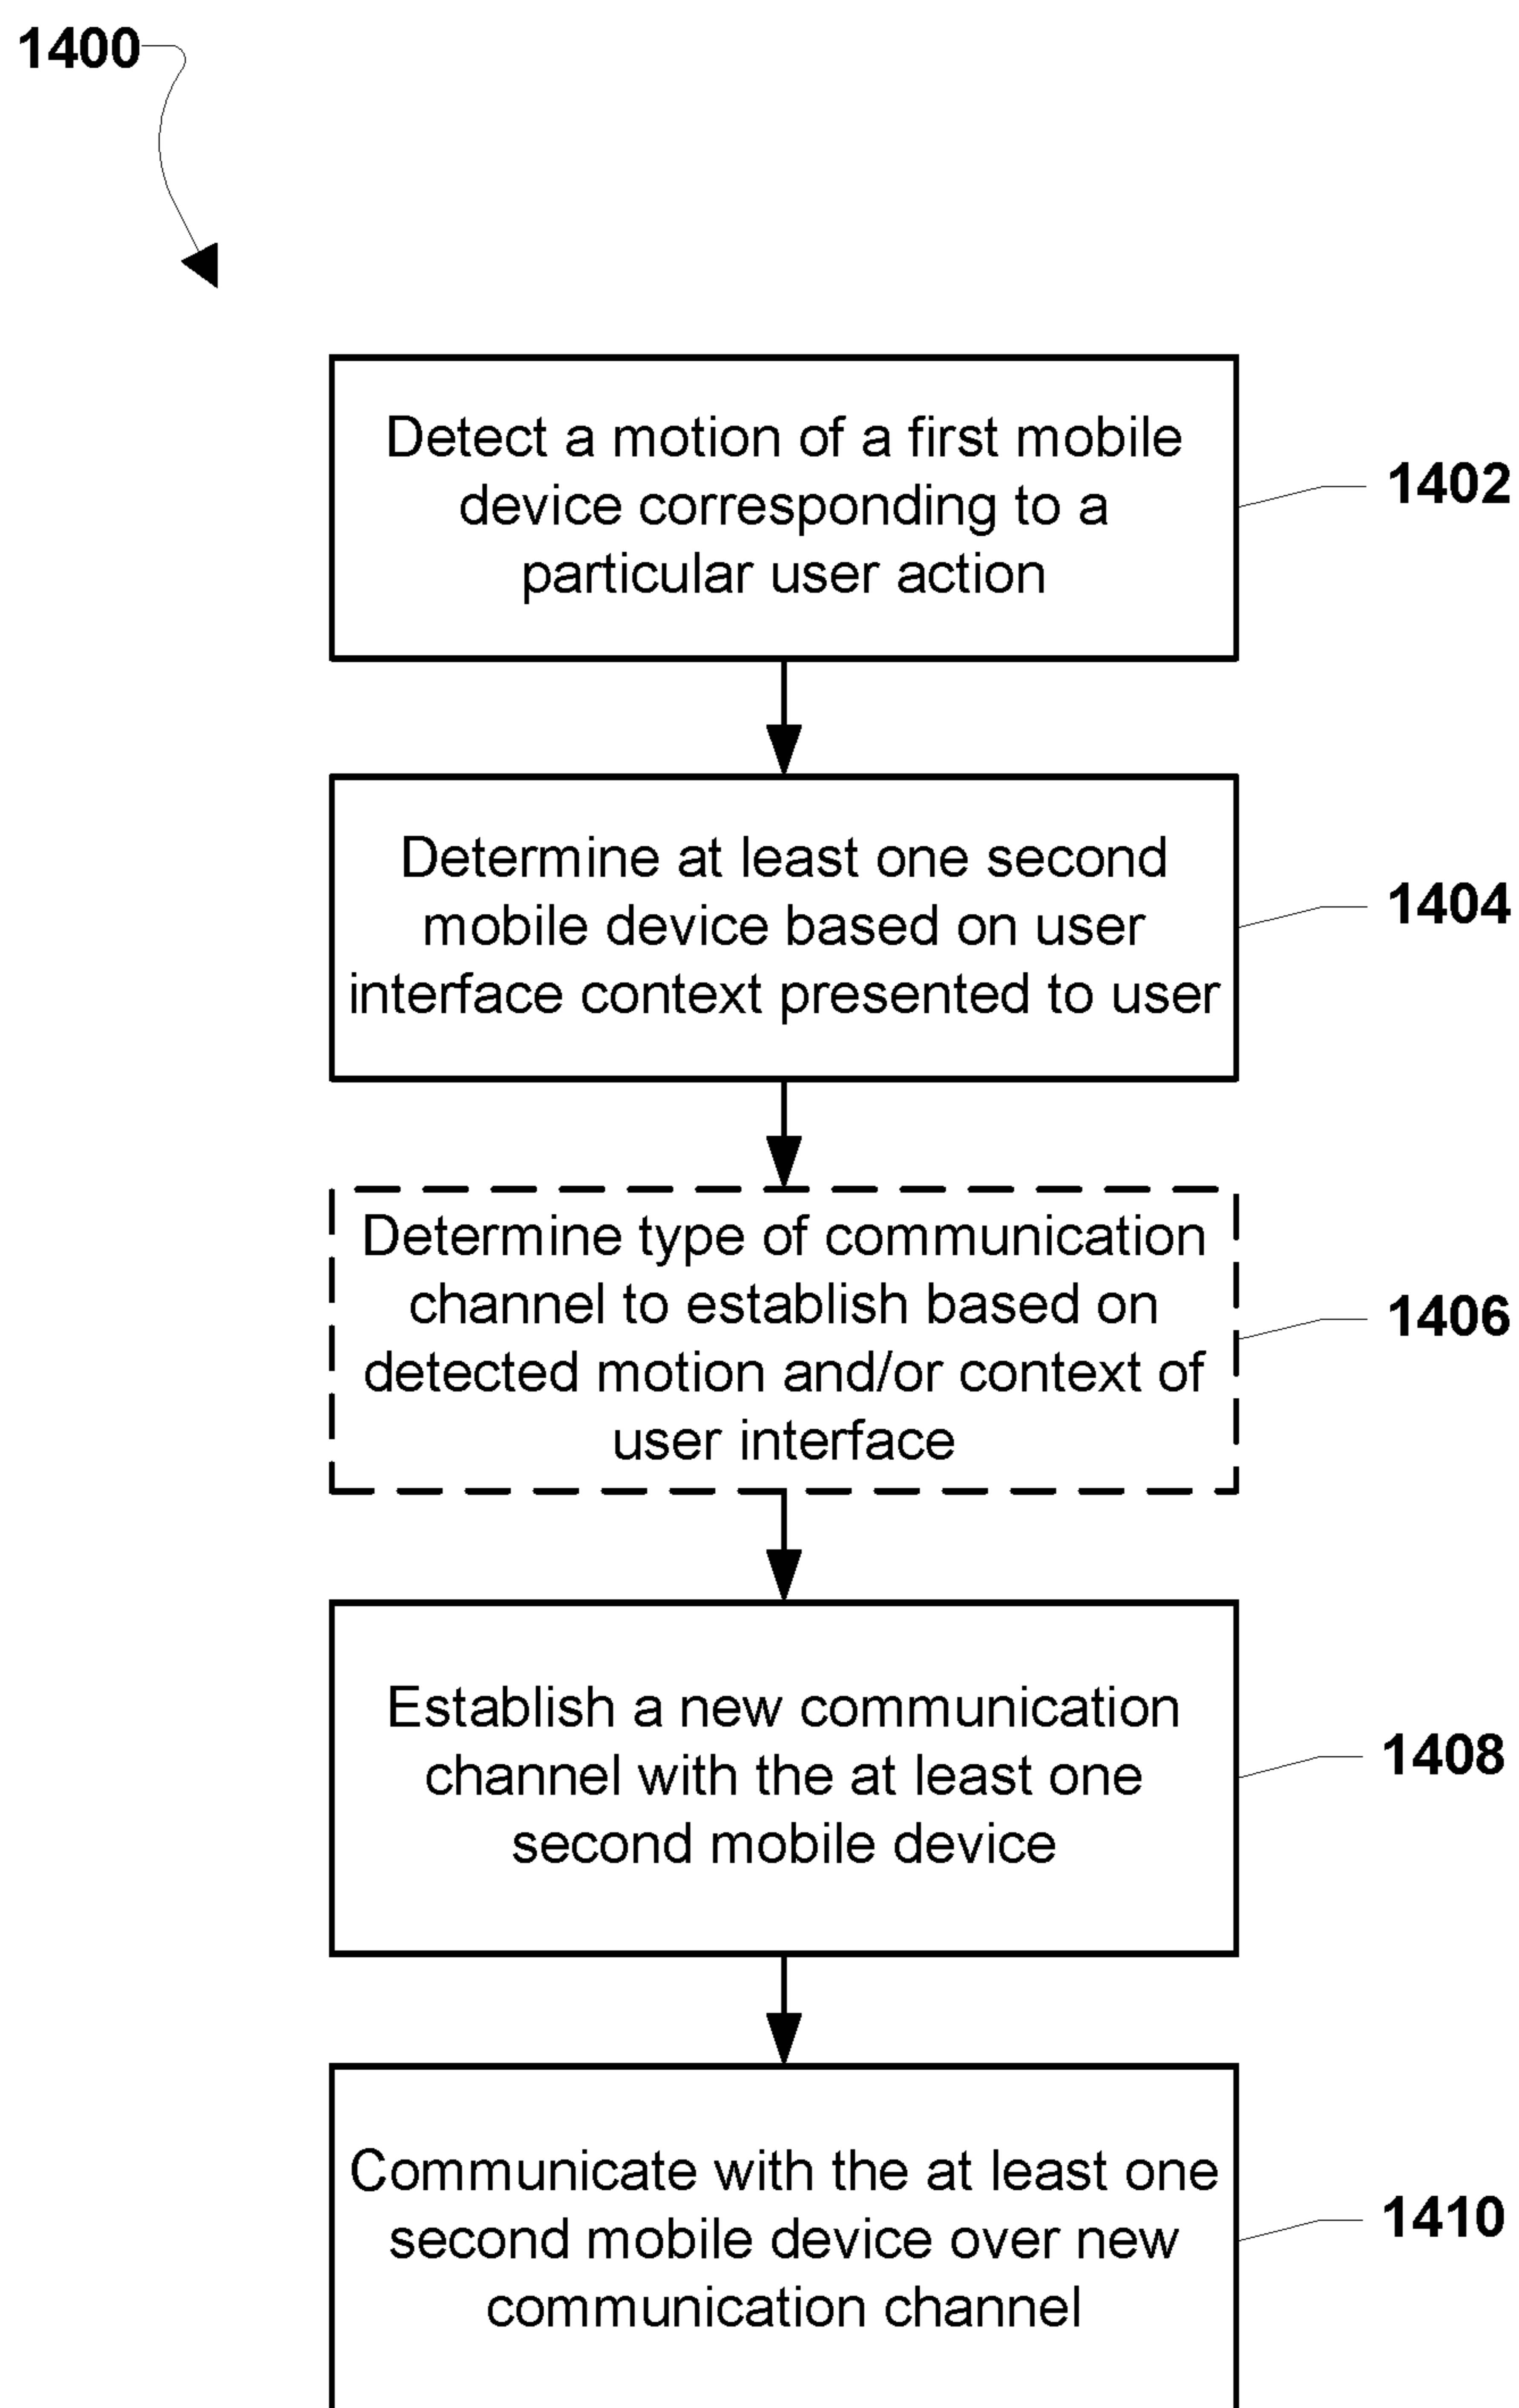 1400
Detect a motion of a first mobile
device corresponding to a
particular user action
1402
Determine at least one second
mobile device based on user
interface context presented to user
1404
Determine type of communication
channel to establish based on
detected motion and/or context of
user interface
1406
Establish a new communication
channel with the at least one
second mobile device
1408
Communicate with the at least one
second mobile device over new
communication channel
1410